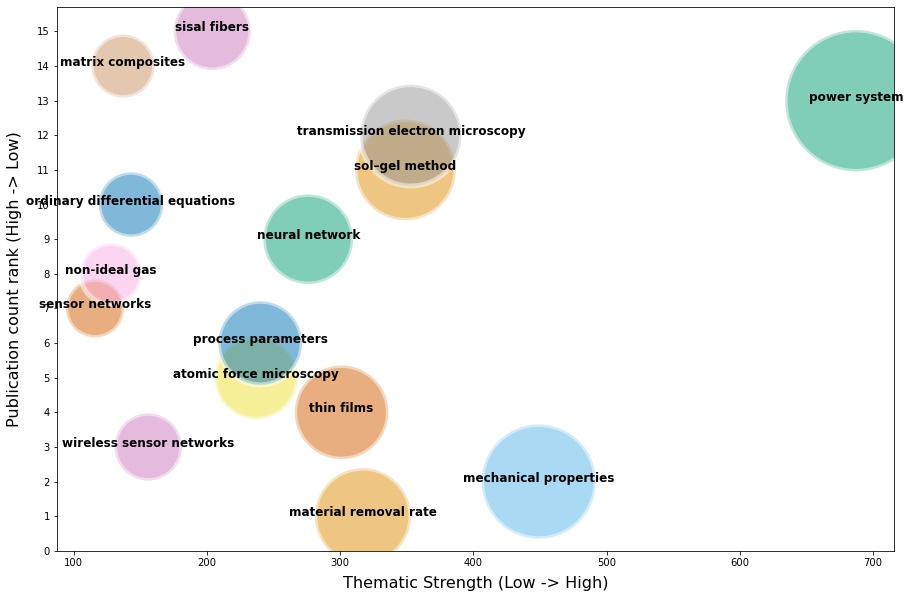 15
sisal fibers
14
matrix composites
13
power system
12
transmission electron microscopy
11
sol–gel method
10
ordinary differential equations
9
neural network
8
non-ideal gas
7
sensor networks
6
process parameters
5
atomic force microscopy
4
thin films
3
wireless sensor networks
2
mechanical properties
1
material removal rate
0
Publication count rank (High -> Low)
100 200 300 400 500 600 700
Thematic Strength (Low -> High)